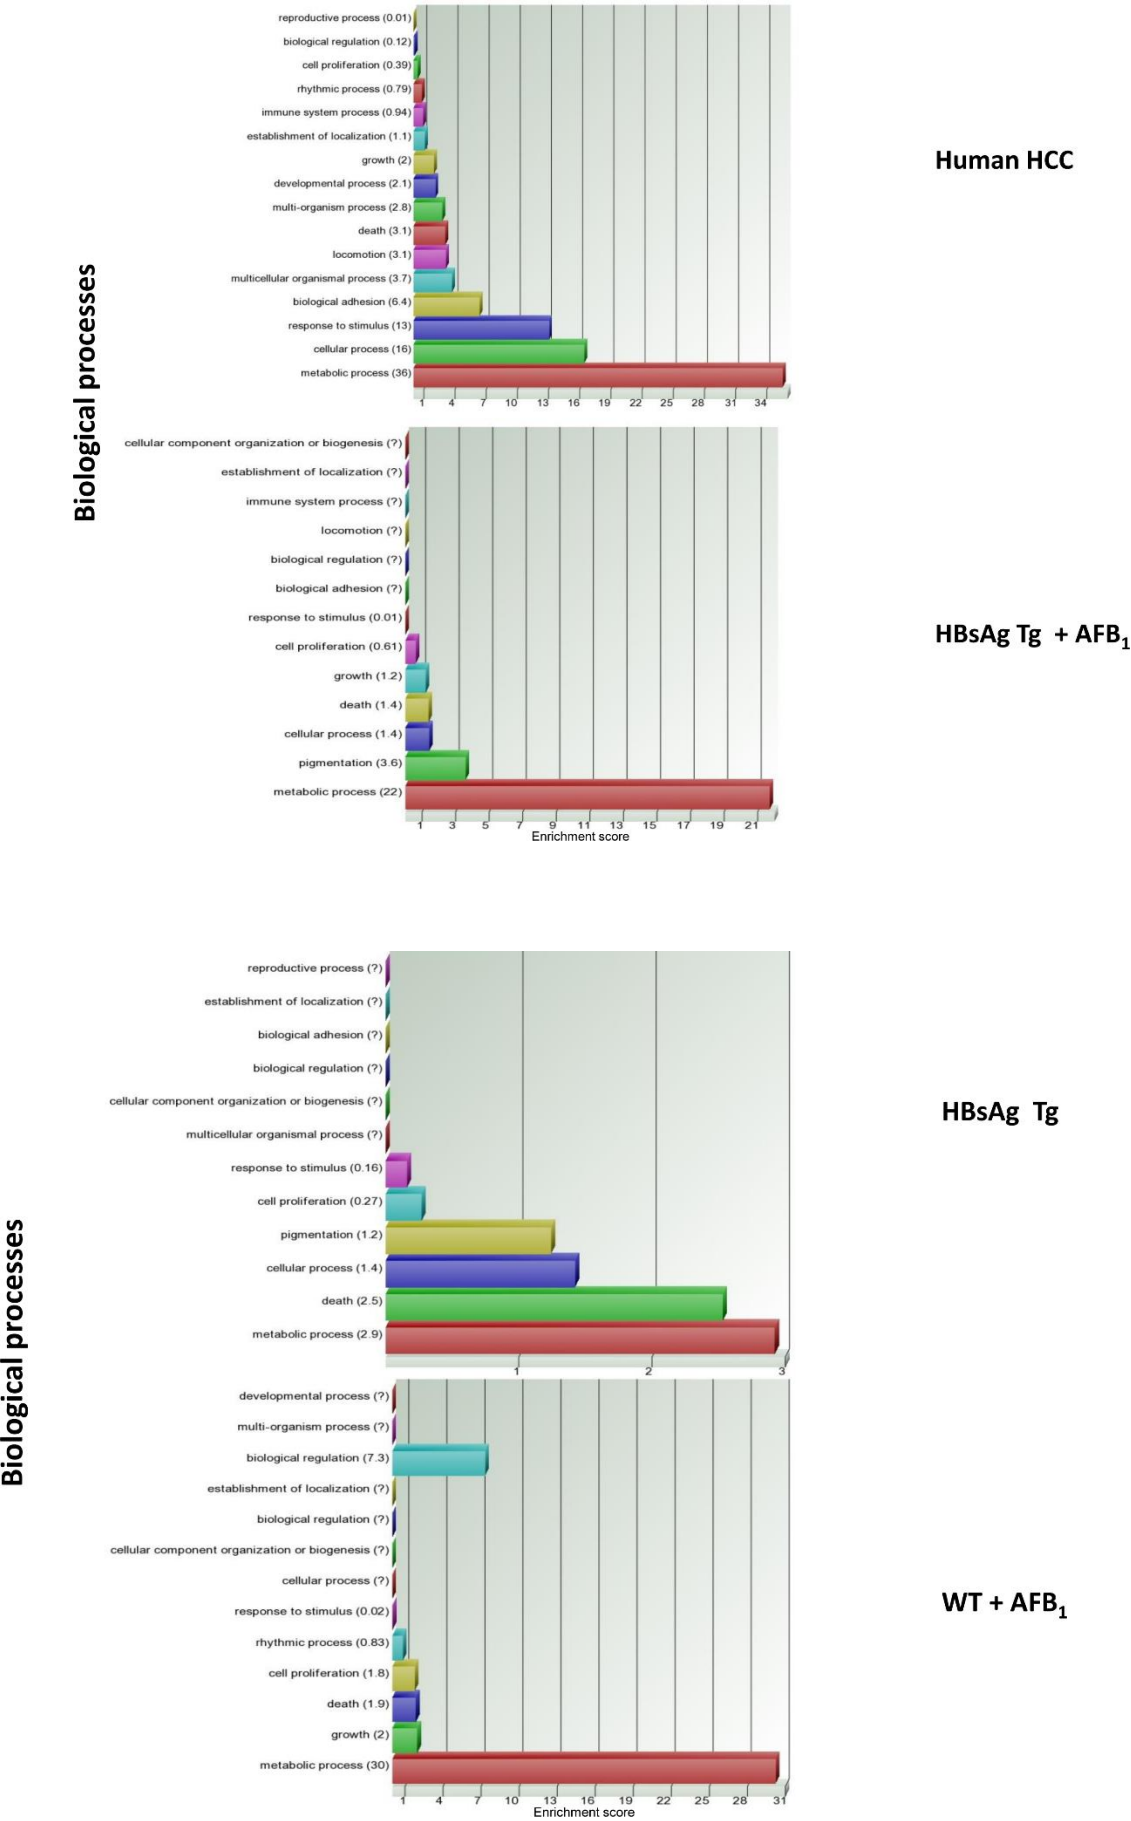 Biological processes
reproductive process (0.01)
biological regulation (0.12)
cell proliferation (0.39)
rhythmic process (0.79)
immune system process (0.94)
establishment of localization (1.1)
growth (2)
developmental process (2.1)
multi-organism process (2.8)
death (3.1)
locomotion (3.1)
multicellular organismal process (3.7)
biological adhesion (6.4)
response to stimulus (13)
cellular process (16)
metabolic process (36)
1 4 7 10 13 16 19 22 25 28 31 34
Human HCC
cellular component organization or biogenesis (?)
establishment of localization (?)
immune system process (?)
locomotion (?)
biological regulation (?)
biological adhesion (?)
response to stimulus (0.01)
cell proliferation (0.61)
growth (1.2)
death (1.4)
cellular process (1.4)
pigmentation (3.6)
metabolic process (22)
1 3 5 7 9 11 13 15 17 19 21
Enrichment score
HBsAg Tg + AFB1
Biological processes
reproductive process (?)
establishment of localization (?)
biological adhesion (?)
biological regulation (?)
cellular component organization or biogenesis (?)
multicellular organismal process (?)
response to stimulus (0.16)
cell proliferation (0.27)
pigmentation (1.2)
cellular process (1.4)
death (2.5)
metabolic process (2.9)
1 2 3
HBsAg Tg
developmental process (?)
multi-organism process (?)
biological regulation (7.3)
establishment of localization (?)
biological regulation (?)
cellular component organization or biogenesis (?)
cellular process (?)
response to stimulus (0.02)
rhythmic process (0.83)
cell proliferation (1.8)
death (1.9)
growth (2)
metabolic process (30)
1 4 7 10 13 16 19 22 25 28 31
Enrichment score
WT + AFB1